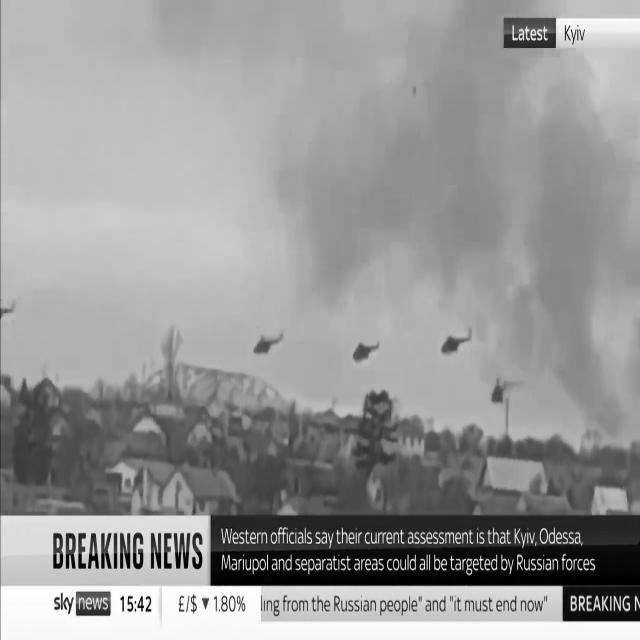 Latest Kyiv
BREAKING NEWS
Western officials say their current assessment is that Kyiv, Odessa,
Mariupol and separatist areas could all be targeted by Russian forces
sky news 15:42 £/$ ▼ 1.80% ing from the Russian people" and "it must end now" BREAKING N